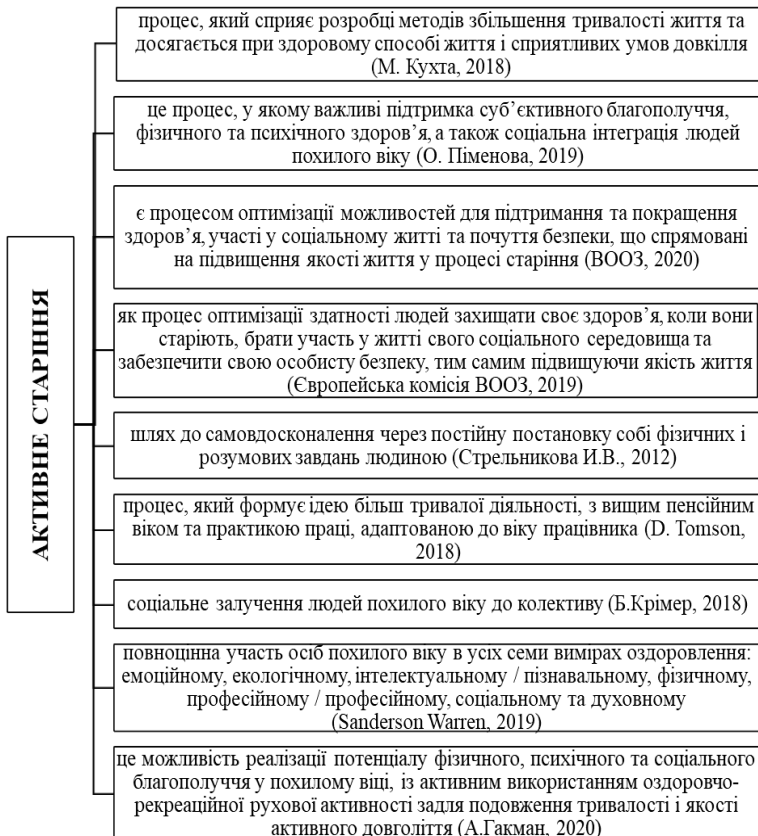 АКТИВНЕ СТАРІННЯ
процес, який сприяє розробці методів збільшення тривалості життя та
досягається при здоровому способі життя і сприятливих умов довкілля
(М. Кухта, 2018)
це процес, у якому важливі підтримка суб’єктивного благополуччя,
фізичного та психічного здоров’я, а також соціальна інтеграція людей
похилого віку (О. Піменова, 2019)
є процесом оптимізації можливостей для підтримання та покращення
здоров’я, участі у соціальному житті та почуття безпеки, що спрямовані
на підвищення якості життя у процесі старіння (ВООЗ, 2020)
як процес оптимізації здатності людей захищати своє здоров’я, коли вони
старіють, брати участь у житті свого соціального середовища та
забезпечити свою особисту безпеку, тим самим підвищуючи якість життя
(Європейська комісія ВООЗ, 2019)
шлях до самовдосконалення через постійну постановку собі фізичних і
розумових завдань людиною (Стрельникова И.В., 2012)
процес, який формує ідею більш тривалої діяльності, з вищим пенсійним
віком та практикою праці, адаптованою до віку працівника (D. Tomson,
2018)
соціальне залучення людей похилого віку до колективу (Б.Крімер, 2018)
повноцінна участь осіб похилого віку в усіх семи вимірах оздоровлення:
емоційному, екологічному, інтелектуальному / пізнавальному, фізичному,
професійному / професійному, соціальному та духовному
(Sanderson Warren, 2019)
це можливість реалізації потенціалу фізичного, психічного та соціального
благополуччя у похилому віці, із активним використанням оздоровчо-
рекреаційної рухової активності задля подовження тривалості і якості
активного довголіття (А.Гакман, 2020)